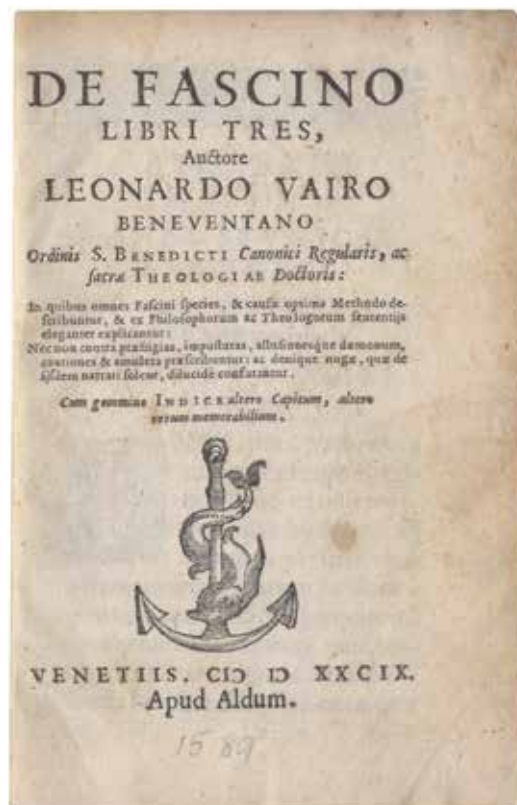 DE FASCINO
LIBRI TRES,
Auctore
LEONARDO VAIRO
BENEVENTANO
Ordinis S. BENEDICTI Canonici Regularis, ac
sacræ THEOLOGIAE Doctoris:
In quibus omnes Fascini species, & causæ optima Methodo de-
scribuntur, & ex Philosophorum ac Theologorum sententijs
eleganter explicantur:
Necnon contra præstigias, imposturas, illusionesque dæmonum,
cautiones & amuleta præscribuntur: ac denique nugæ, quæ de
ijsdem narrari solent, dilucidè confutantur.
Cum gemino INDICE altero Capitum, altero
rerum memorabilium.
VENETIIS. CIↃ IↃ XXCIX.
Apud Aldum.
1589